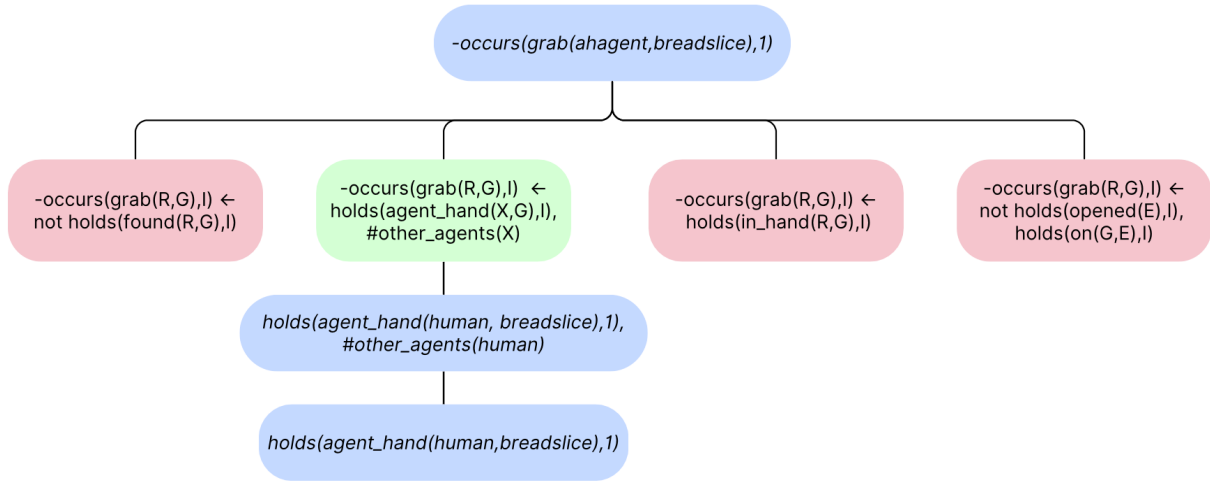 -occurs(grab(ahagent,breadslice),1)
-occurs(grab(R,G),I) ←
not holds(found(R,G),I)
-occurs(grab(R,G),I) ←
holds(agent_hand(X,G),I),
#other_agents(X)
-occurs(grab(R,G),I) ←
holds(in_hand(R,G),I)
-occurs(grab(R,G),I) ←
not holds(opened(E),I),
holds(on(G,E),I)
holds(agent_hand(human, breadslice),1),
#other_agents(human)
holds(agent_hand(human,breadslice),1)